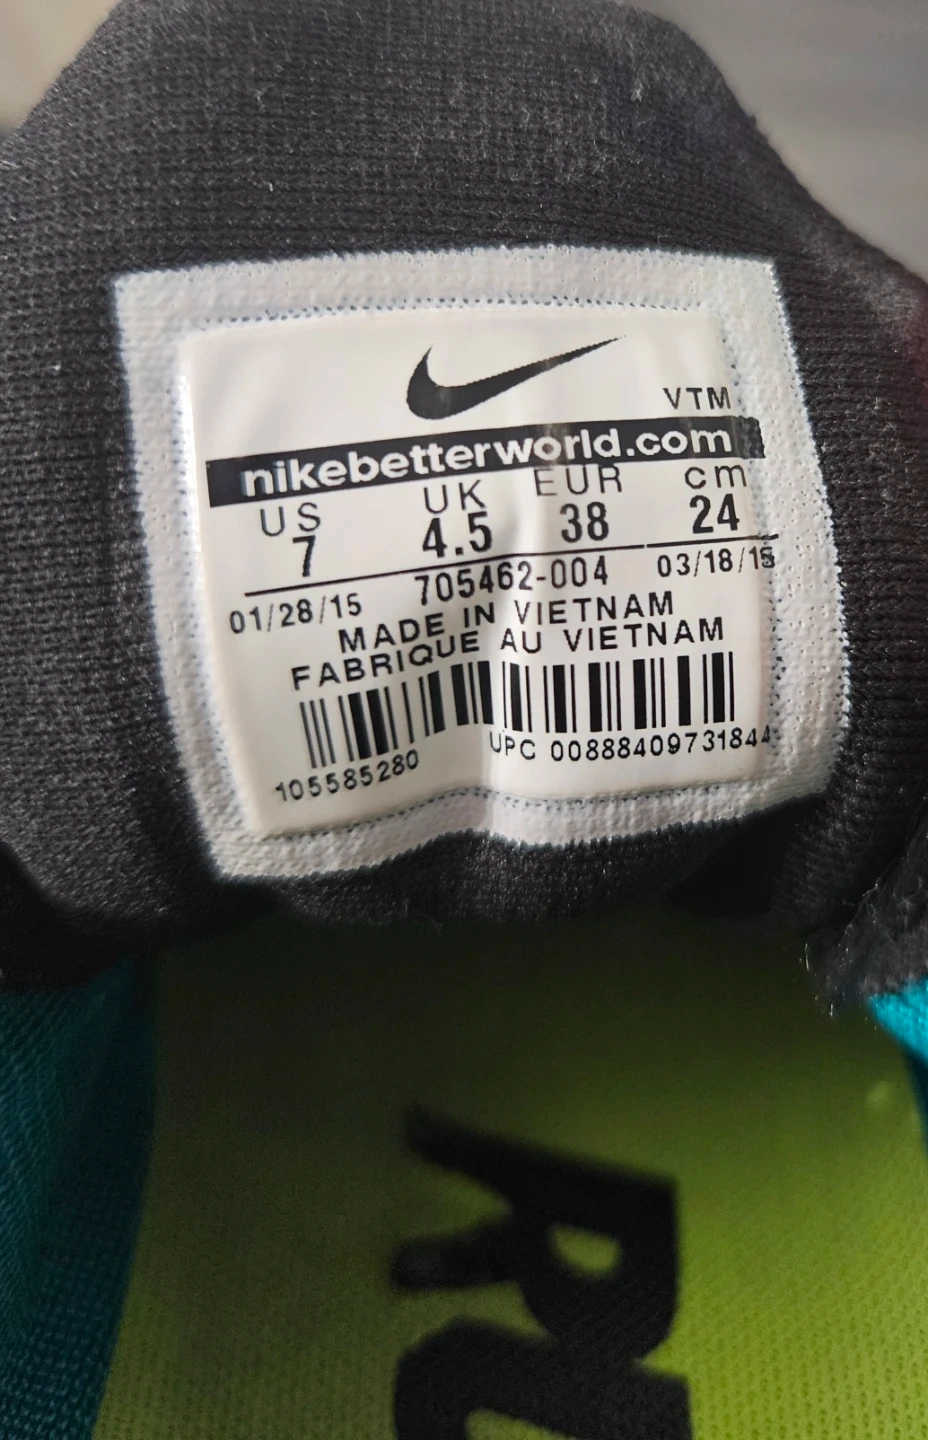 VTM
nikebetterworld.com
US UK EUR cm
7 4.5 38 24
01/28/15 705462-004 03/18/15
MADE IN VIETNAM
FABRIQUE AU VIETNAM
105585280 UPC 00888409731844